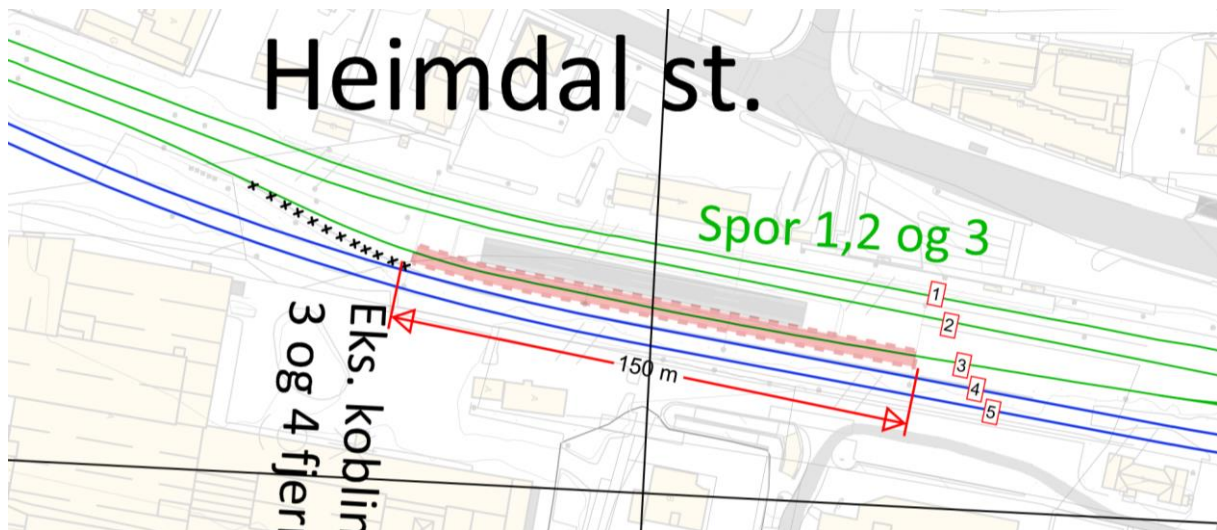 Heimdal st.
Spor 1,2 og 3
1
2
3
4
5
150 m
Eks. koblin
3 og 4 fjer